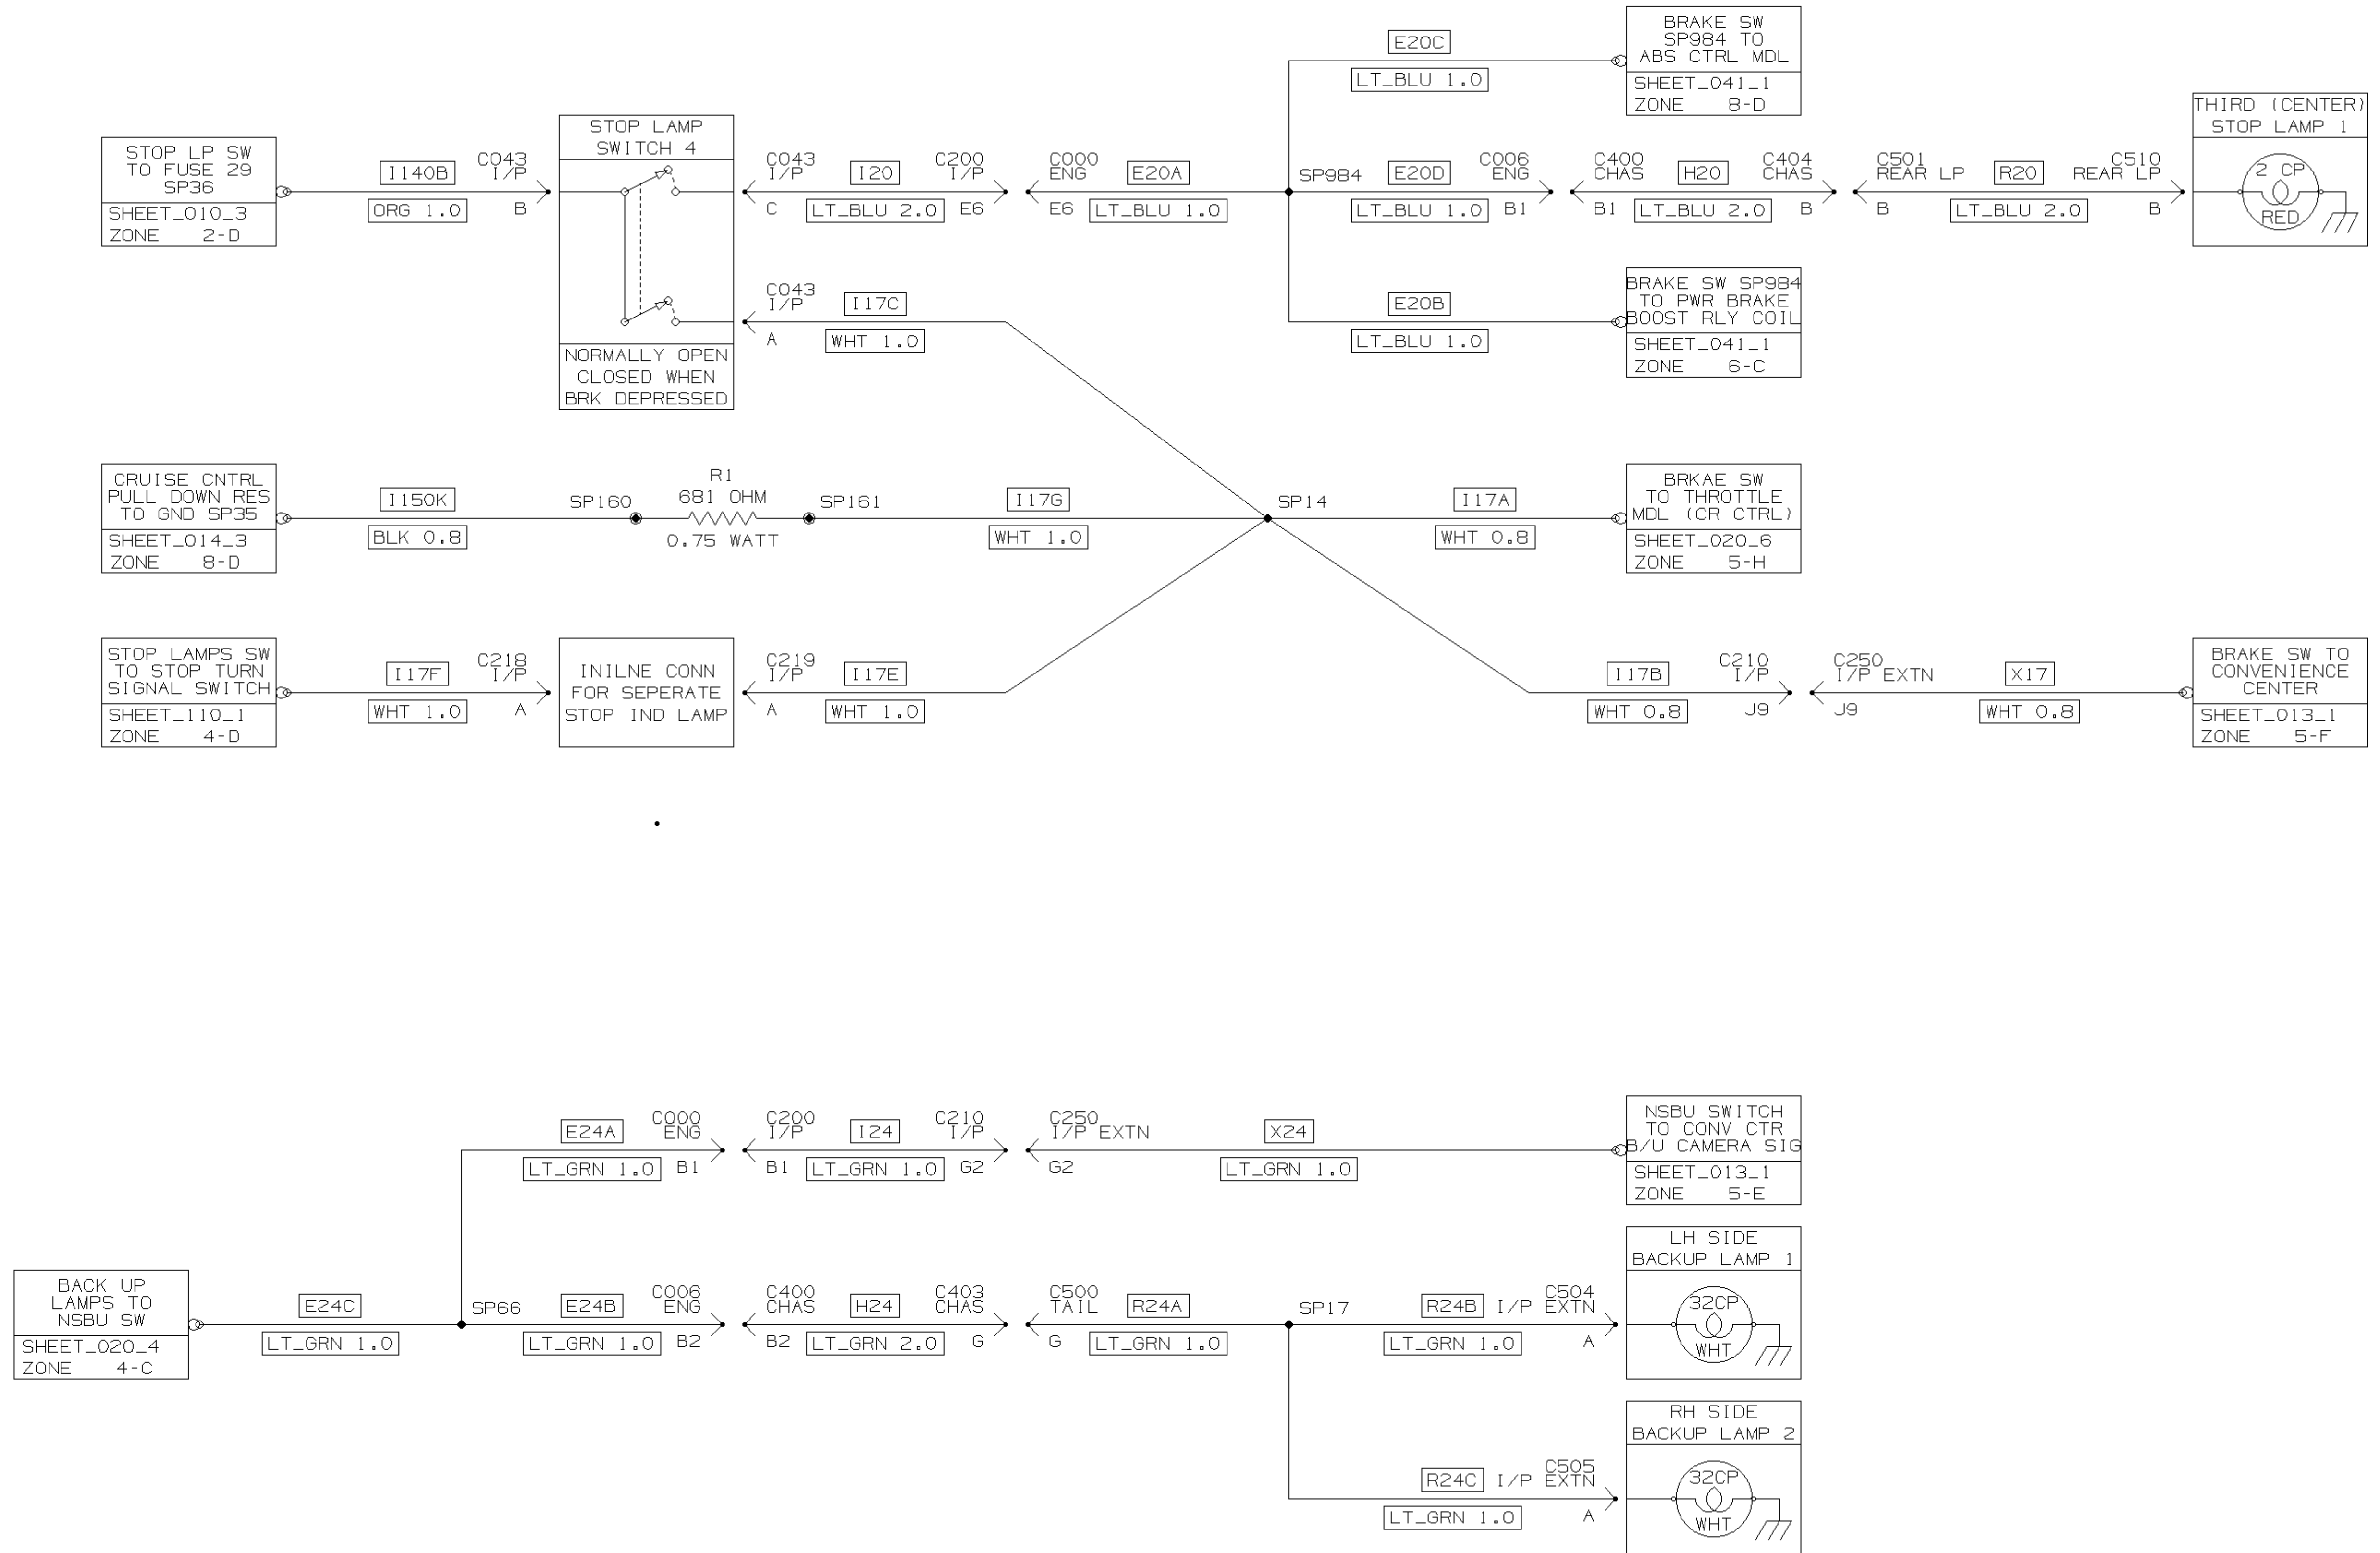 BRAKE SW
SP984 TO
ABS CTRL MDL
SHEET_041_1
ZONE 8-D
E20C
LT_BLU 1.0
STOP LP SW
TO FUSE 29
SP36
SHEET_010_3
ZONE 2-D
I140B
ORG 1.0
C043
I/P
B
STOP LAMP
SWITCH 4
NORMALLY OPEN
CLOSED WHEN
BRK DEPRESSED
C043
I/P
C
I20
LT_BLU 2.0
C200
I/P
E6
C000
ENG
E6
E20A
LT_BLU 1.0
SP984
E20D
LT_BLU 1.0
C006
ENG
B1
C400
CHAS
B1
H20
LT_BLU 2.0
C404
CHAS
B
C501
REAR LP
B
R20
LT_BLU 2.0
C510
REAR LP
B
THIRD (CENTER)
STOP LAMP 1
2 CP
RED
C043
I/P
A
I17C
WHT 1.0
E20B
LT_BLU 1.0
BRAKE SW SP984
TO PWR BRAKE
BOOST RLY COIL
SHEET_041_1
ZONE 6-C
CRUISE CNTRL
PULL DOWN RES
TO GND SP35
SHEET_014_3
ZONE 8-D
I150K
BLK 0.8
SP160
R1
681 OHM
0.75 WATT
SP161
I17G
WHT 1.0
SP14
I17A
WHT 0.8
BRKAE SW
TO THROTTLE
MDL (CR CTRL)
SHEET_020_6
ZONE 5-H
STOP LAMPS SW
TO STOP TURN
SIGNAL SWITCH
SHEET_110_1
ZONE 4-D
I17F
WHT 1.0
C218
I/P
A
INILNE CONN
FOR SEPERATE
STOP IND LAMP
C219
I/P
A
I17E
WHT 1.0
I17B
WHT 0.8
C210
I/P
J9
C250
I/P EXTN
J9
X17
WHT 0.8
BRAKE SW TO
CONVENIENCE
CENTER
SHEET_013_1
ZONE 5-F
E24A
LT_GRN 1.0
C000
ENG
B1
C200
I/P
B1
I24
LT_GRN 1.0
C210
I/P
G2
C250
I/P EXTN
G2
X24
LT_GRN 1.0
NSBU SWITCH
TO CONV CTR
B/U CAMERA SIG
SHEET_013_1
ZONE 5-E
BACK UP
LAMPS TO
NSBU SW
SHEET_020_4
ZONE 4-C
E24C
LT_GRN 1.0
SP66
E24B
LT_GRN 1.0
C006
ENG
B2
C400
CHAS
B2
H24
LT_GRN 2.0
C403
CHAS
G
C500
TAIL
G
R24A
LT_GRN 1.0
SP17
R24B
LT_GRN 1.0
C504
I/P EXTN
A
LH SIDE
BACKUP LAMP 1
32CP
WHT
R24C
LT_GRN 1.0
C505
I/P EXTN
A
RH SIDE
BACKUP LAMP 2
32CP
WHT